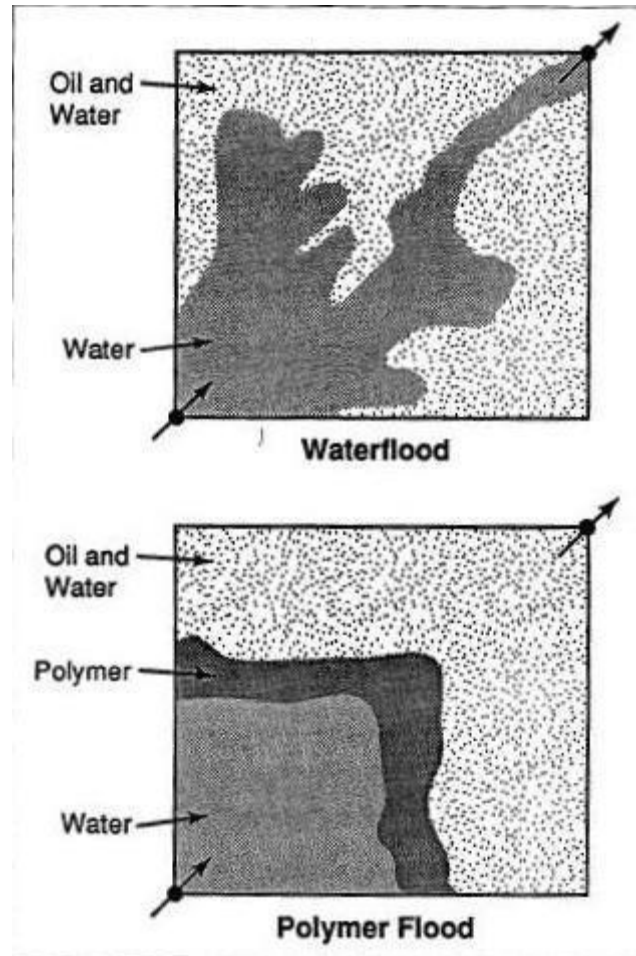 Oil and
Water
Water
Waterflood
Oil and
Water
Polymer
Water
Polymer Flood